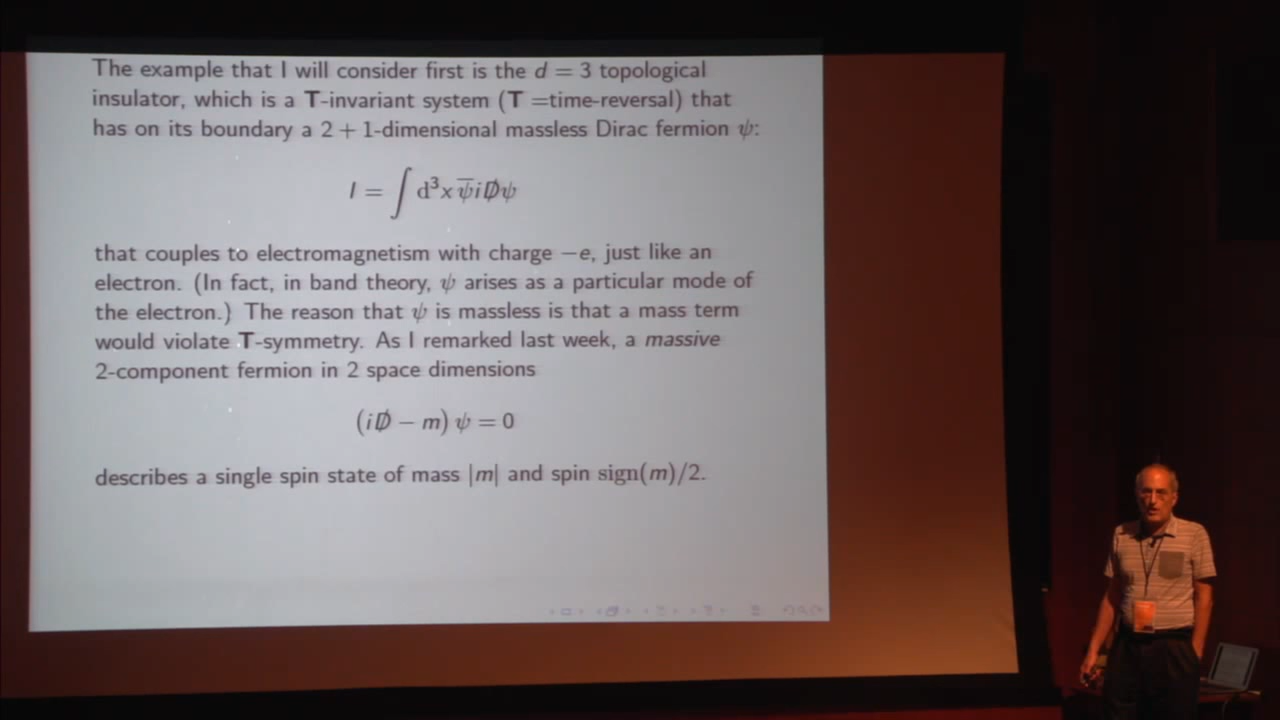 The example that I will consider first is the d = 3 topological
insulator, which is a T-invariant system (T =time-reversal) that
has on its boundary a 2 + 1-dimensional massless Dirac fermion ψ:
I = ∫ d³x ψ̅iD̸ψ
that couples to electromagnetism with charge −e, just like an
electron. (In fact, in band theory, ψ arises as a particular mode of
the electron.) The reason that ψ is massless is that a mass term
would violate T-symmetry. As I remarked last week, a massive
2-component fermion in 2 space dimensions
(iD̸ − m) ψ = 0
describes a single spin state of mass |m| and spin sign(m)/2.